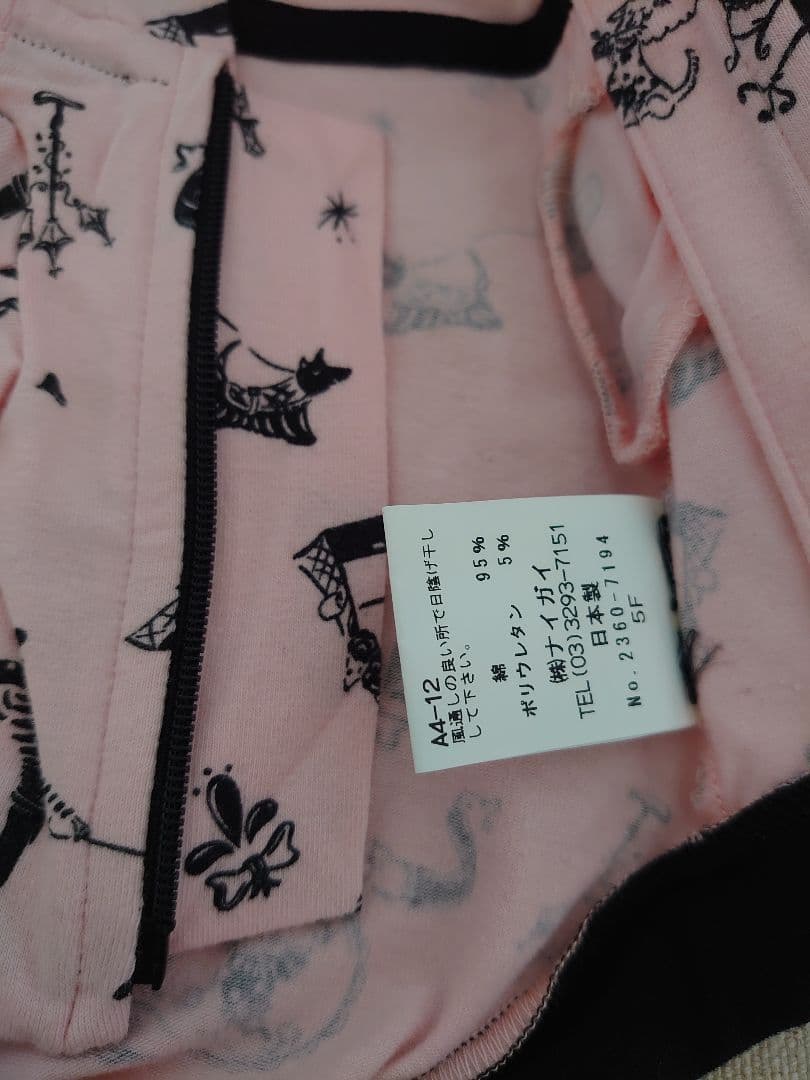 A4-12
風通しの良い所で日陰げ干し
して下さい。
綿 95%
ポリウレタン 5%
(株)ナイガイ
TEL(03)3293-7151
日本製
No.2360-7194
5F